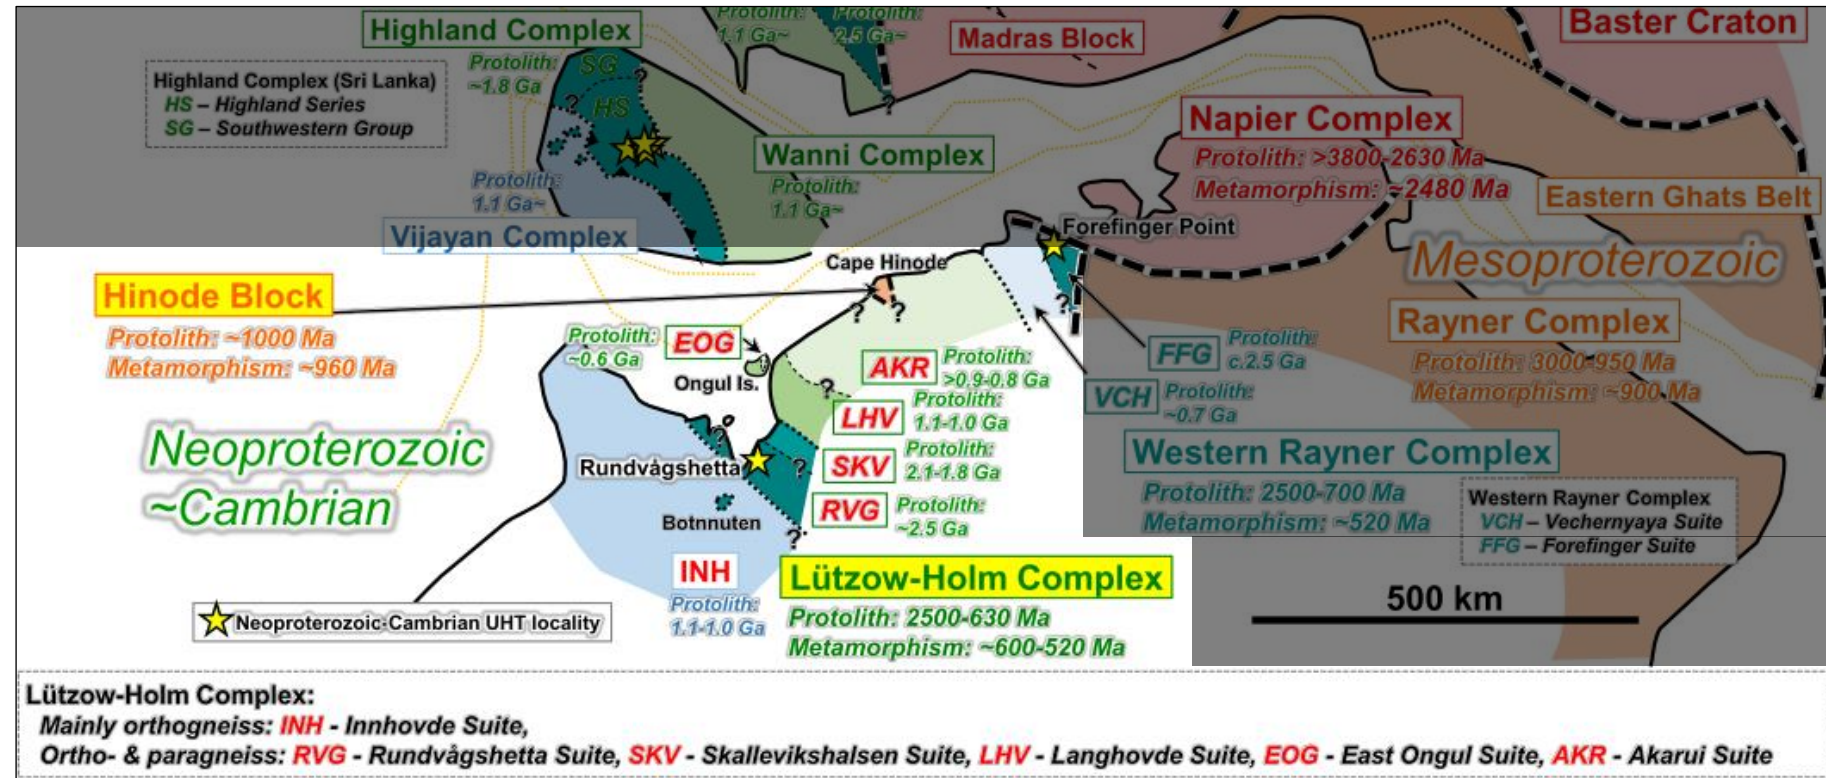 Highland Complex
Protolith:
~1.8 Ga
Highland Complex (Sri Lanka)
HS – Highland Series
SG – Southwestern Group
SG
?
?
HS
Protolith:
1.1 Ga~
Protolith:
2.5 Ga~
?
Madras Block
Baster Craton
Napier Complex
Protolith: >3800-2630 Ma
Metamorphism: ~2480 Ma
Wanni Complex
Protolith:
1.1 Ga~
Protolith:
1.1 Ga~
Vijayan Complex
Eastern Ghats Belt
Mesoproterozoic
Forefinger Point
?
Cape Hinode
? ?
Hinode Block
Protolith: ~1000 Ma
Metamorphism: ~960 Ma
Rayner Complex
Protolith: 3000-950 Ma
Metamorphism: ~900 Ma
Protolith:
~0.6 Ga
EOG
Ongul Is.
AKR
Protolith:
>0.9-0.8 Ga
?
LHV
Protolith:
1.1-1.0 Ga
FFG
Protolith:
c.2.5 Ga
VCH
Protolith:
~0.7 Ga
Neoproterozoic
~Cambrian
Rundvågshetta
?
?
SKV
Protolith:
2.1-1.8 Ga
RVG
Protolith:
~2.5 Ga
Botnnuten
?
Western Rayner Complex
Protolith: 2500-700 Ma
Metamorphism: ~520 Ma
Western Rayner Complex
VCH – Vechernyaya Suite
FFG – Forefinger Suite
INH
Protolith:
1.1-1.0 Ga
Lützow-Holm Complex
Protolith: 2500-630 Ma
Metamorphism: ~600-520 Ma
500 km
Neoproterozoic-Cambrian UHT locality
Lützow-Holm Complex:
Mainly orthogneiss: INH - Innhovde Suite,
Ortho- & paragneiss: RVG - Rundvågshetta Suite, SKV - Skallevikshalsen Suite, LHV - Langhovde Suite, EOG - East Ongul Suite, AKR - Akarui Suite